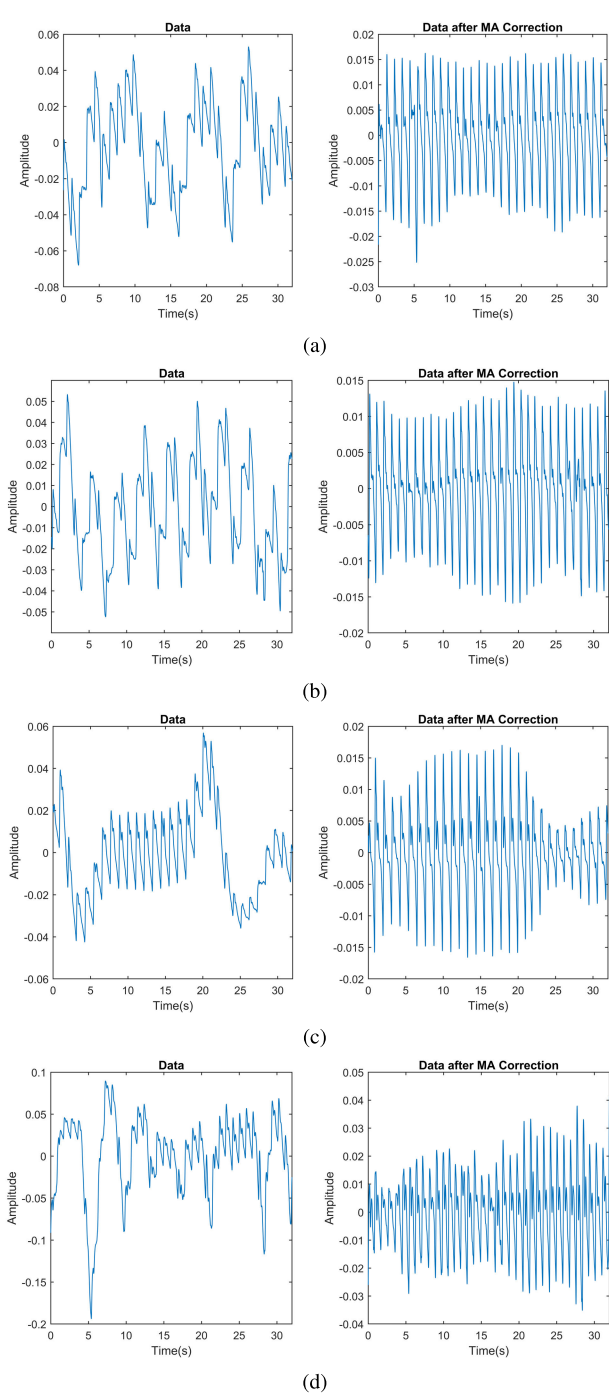 Data
Data after MA Correction
0.06
0.04
0.02
0
-0.02
-0.04
-0.06
-0.08
Amplitude
0 5 10 15 20 25 30
Time(s)
0.02
0.015
0.01
0.005
0
-0.005
-0.01
-0.015
-0.02
-0.025
-0.03
Amplitude
0 5 10 15 20 25 30
Time(s)
(a)
Data
Data after MA Correction
0.05
0.04
0.03
0.02
0.01
0
-0.01
-0.02
-0.03
-0.04
-0.05
Amplitude
0 5 10 15 20 25 30
Time(s)
0.015
0.01
0.005
0
-0.005
-0.01
-0.015
-0.02
Amplitude
0 5 10 15 20 25 30
Time(s)
(b)
Data
Data after MA Correction
0.06
0.04
0.02
0
-0.02
-0.04
-0.06
Amplitude
0 5 10 15 20 25 30
Time(s)
0.02
0.015
0.01
0.005
0
-0.005
-0.01
-0.015
-0.02
Amplitude
0 5 10 15 20 25 30
Time(s)
(c)
Data
Data after MA Correction
0.1
0.05
0
-0.05
-0.1
-0.15
-0.2
Amplitude
0 5 10 15 20 25 30
Time(s)
0.05
0.04
0.03
0.02
0.01
0
-0.01
-0.02
-0.03
-0.04
Amplitude
0 5 10 15 20 25 30
Time(s)
(d)